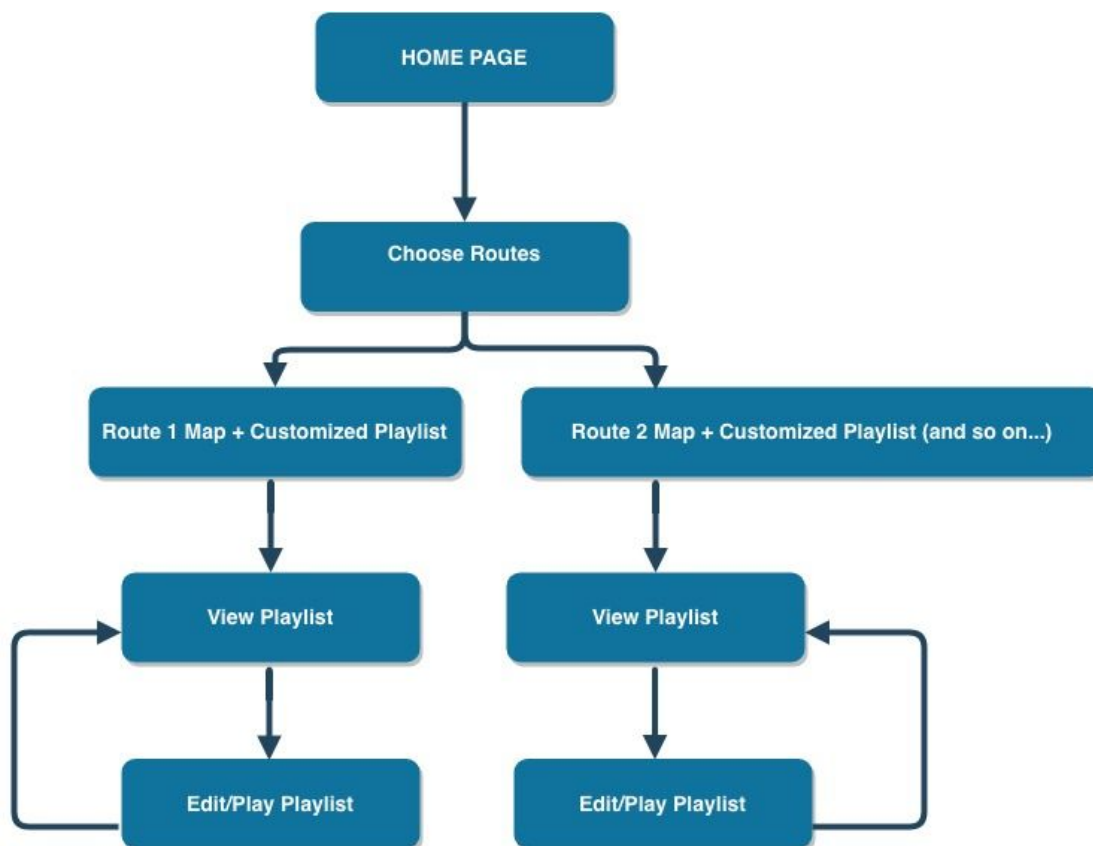 HOME PAGE
Choose Routes
Route 1 Map + Customized Playlist
Route 2 Map + Customized Playlist (and so on...)
View Playlist
View Playlist
Edit/Play Playlist
Edit/Play Playlist